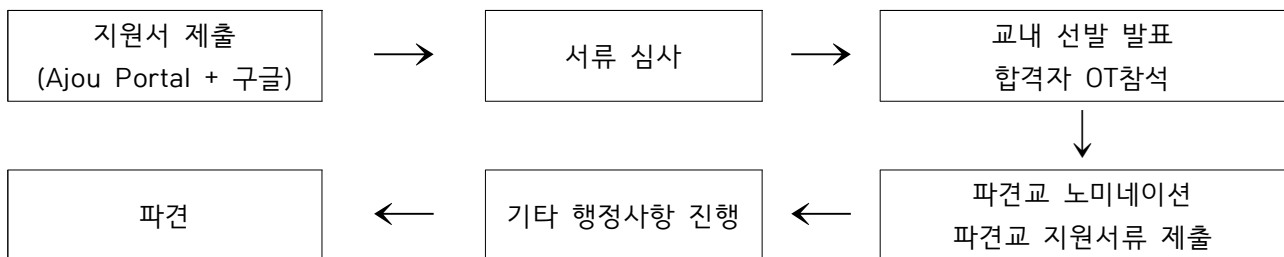 지원서 제출
(Ajou Portal + 구글)
서류 심사
교내 선발 발표
합격자 OT참석
파견교 노미네이션
파견교 지원서류 제출
기타 행정사항 진행
파견